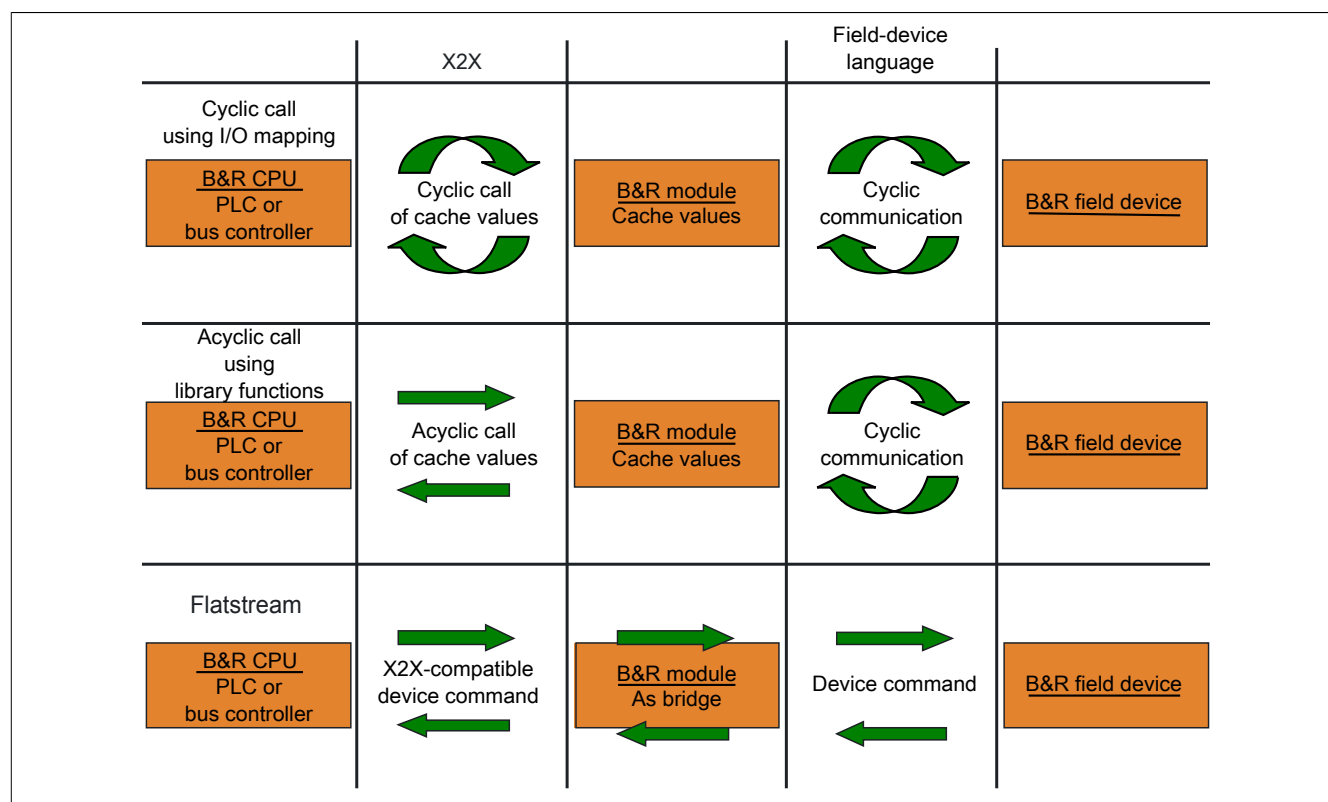 X2X
Field-device
language
Cyclic call
using I/O mapping
B&R CPU
PLC or
bus controller
Cyclic call
of cache values
B&R module
Cache values
Cyclic
communication
B&R field device
Acyclic call
using
library functions
B&R CPU
PLC or
bus controller
Acyclic call
of cache values
B&R module
Cache values
Cyclic
communication
B&R field device
Flatstream
B&R CPU
PLC or
bus controller
X2X-compatible
device command
B&R module
As bridge
Device command
B&R field device